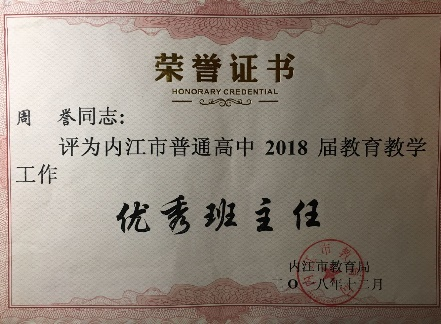 荣誉证书
HONORARY CREDENTIAL
周 誉同志：
评为内江市普通高中 2018 届教育教学
工作
优秀班主任
内江市教育局
二〇一八年十二月